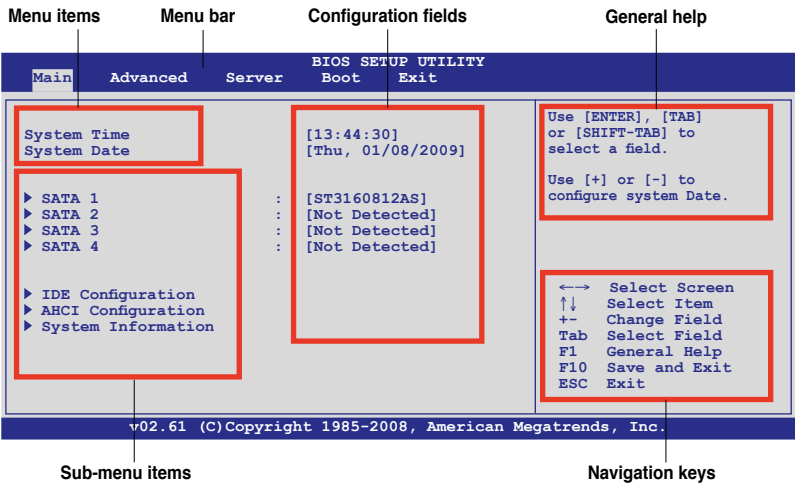 Menu items Menu bar Configuration fields General help
BIOS SETUP UTILITY
Main Advanced Server Boot Exit
System Time [13:44:30]
System Date [Thu, 01/08/2009]
SATA 1 : [ST3160812AS]
SATA 2 : [Not Detected]
SATA 3 : [Not Detected]
SATA 4 : [Not Detected]
IDE Configuration
AHCI Configuration
System Information
Use [ENTER], [TAB]
or [SHIFT-TAB] to
select a field.
Use [+] or [-] to
configure system Date.
←→ Select Screen
↑↓ Select Item
+- Change Field
Tab Select Field
F1 General Help
F10 Save and Exit
ESC Exit
v02.61 (C)Copyright 1985-2008, American Megatrends, Inc.
Sub-menu items Navigation keys